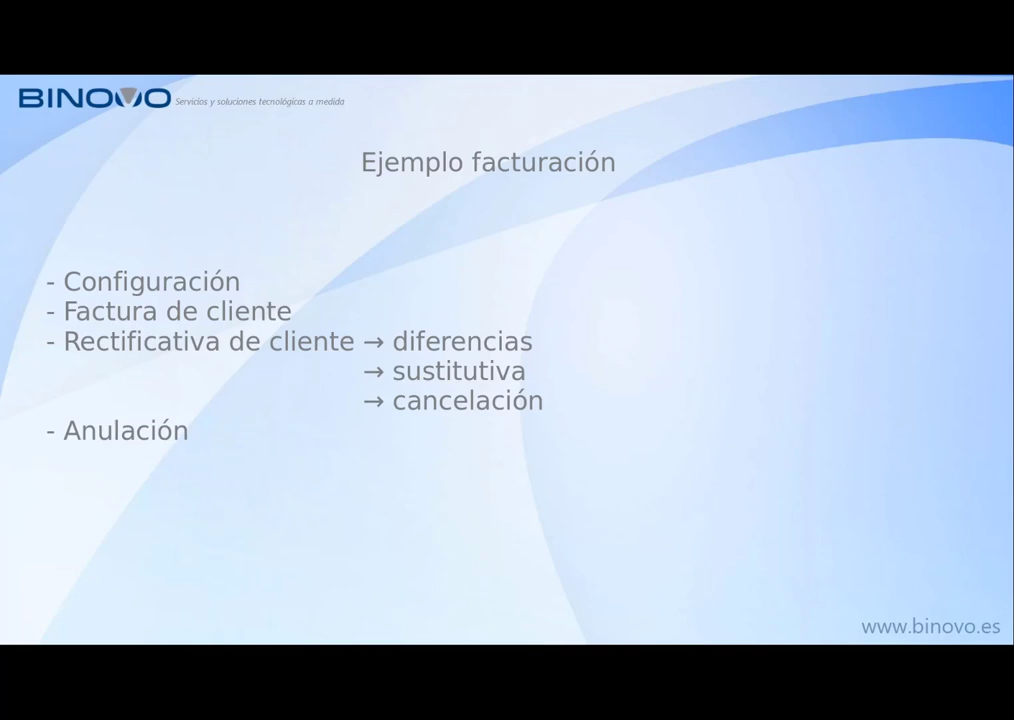 BINOVO Servicios y soluciones tecnológicas a medida
Ejemplo facturación
- Configuración
- Factura de cliente
- Rectificativa de cliente → diferencias
→ sustitutiva
→ cancelación
- Anulación
www.binovo.es